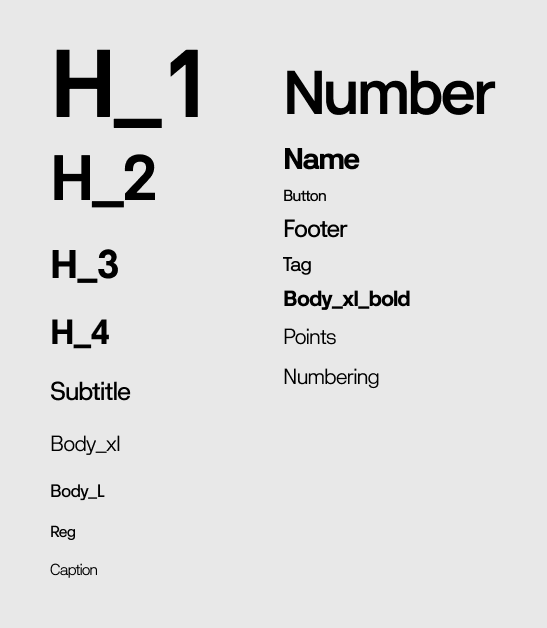 H_1
H_2
H_3
H_4
Subtitle
Body_xl
Body_L
Reg
Caption
Number
Name
Button
Footer
Tag
Body_xl_bold
Points
Numbering